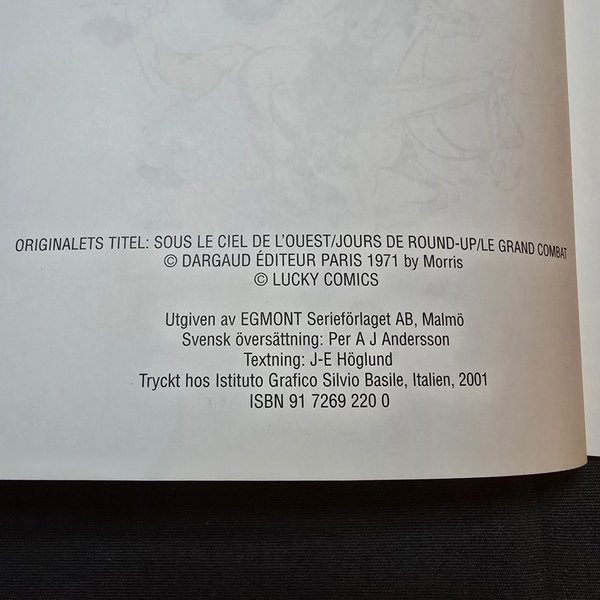 ORIGINALETS TITEL: SOUS LE CIEL DE L'OUEST/JOURS DE ROUND-UP/LE GRAND COMBAT
© DARGAUD ÉDITEUR PARIS 1971 by Morris
© LUCKY COMICS
Utgiven av EGMONT Serieförlaget AB, Malmö
Svensk översättning: Per A J Andersson
Textning: J-E Höglund
Tryckt hos Istituto Grafico Silvio Basile, Italien, 2001
ISBN 91 7269 220 0